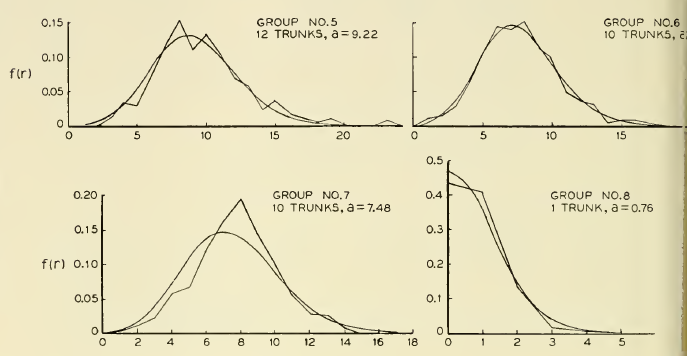 GROUP NO.5
12 TRUNKS, a=9.22
f(r)
0.15
0.10
0.05
0
0 5 10 15 20
GROUP NO.6
10 TRUNKS,
0 5 10 15
GROUP NO.7
10 TRUNKS, a=7.48
f(r)
0.20
0.15
0.10
0.05
0
0 2 4 6 8 10 12 14 16 18
GROUP NO.8
1 TRUNK, a=0.76
0.5
0.4
0.3
0.2
0.1
0
0 1 2 3 4 5